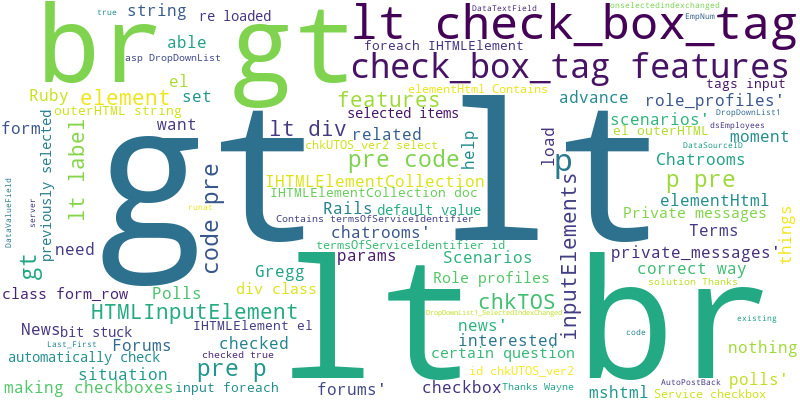 true
DataTextField
onselectedindexchanged
EmpNum
string
re loaded
br
gt
lt check_box_tag
able
asp DropDownList
foreach IHTMLElement
check_box_tag features
el
Ruby
element
set
features
elementHtml Contains
advance
tags input
role_profiles'
outerHTML string
selected items
DropDownList1
form
want
lt div
related
scenarios'
dsEmployees
el outerHTML
moment
previously selected
lt label
gt
lt
chkUTOS_ver2 select
help
load
DataSourceID
pre code
p
Chatrooms
code pre
IHTMLElementCollection
p pre
IHTMLElementCollection doc
elementHtml
DataValueField
server
runat
Rails
default value
Private messages
Contains termsOfServiceIdentifier
inputElements
things
need
chatrooms'
Terms
termsOfServiceIdentifier id
private_messages'
gt
params
Scenarios
Gregg
correct way
class form_row
Polls
div class
Role profiles
solution Thanks
lt
br
chkTOS
HTMLInputElement
DropDownList1_SelectedIndexChanged
News
bit stuck
IHTMLElement el
news'
code
existing
Last_First
Forums
checked
interested
nothing
automatically check
checked true
certain question
situation
pre p
id chkUTOS_ver2
polls'
AutoPostBack
making checkboxes
input foreach
forums'
checkbox
Thanks Wayne
mshtml
Service checkbox